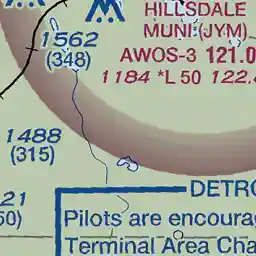 HILLSDALE
MUNI (JYM)
1562
(348)
AWOS-3 121.0
1184 *L 50 122.
1488
(315)
21
50)
DETRO
Pilots are encoura
Terminal Area Cha